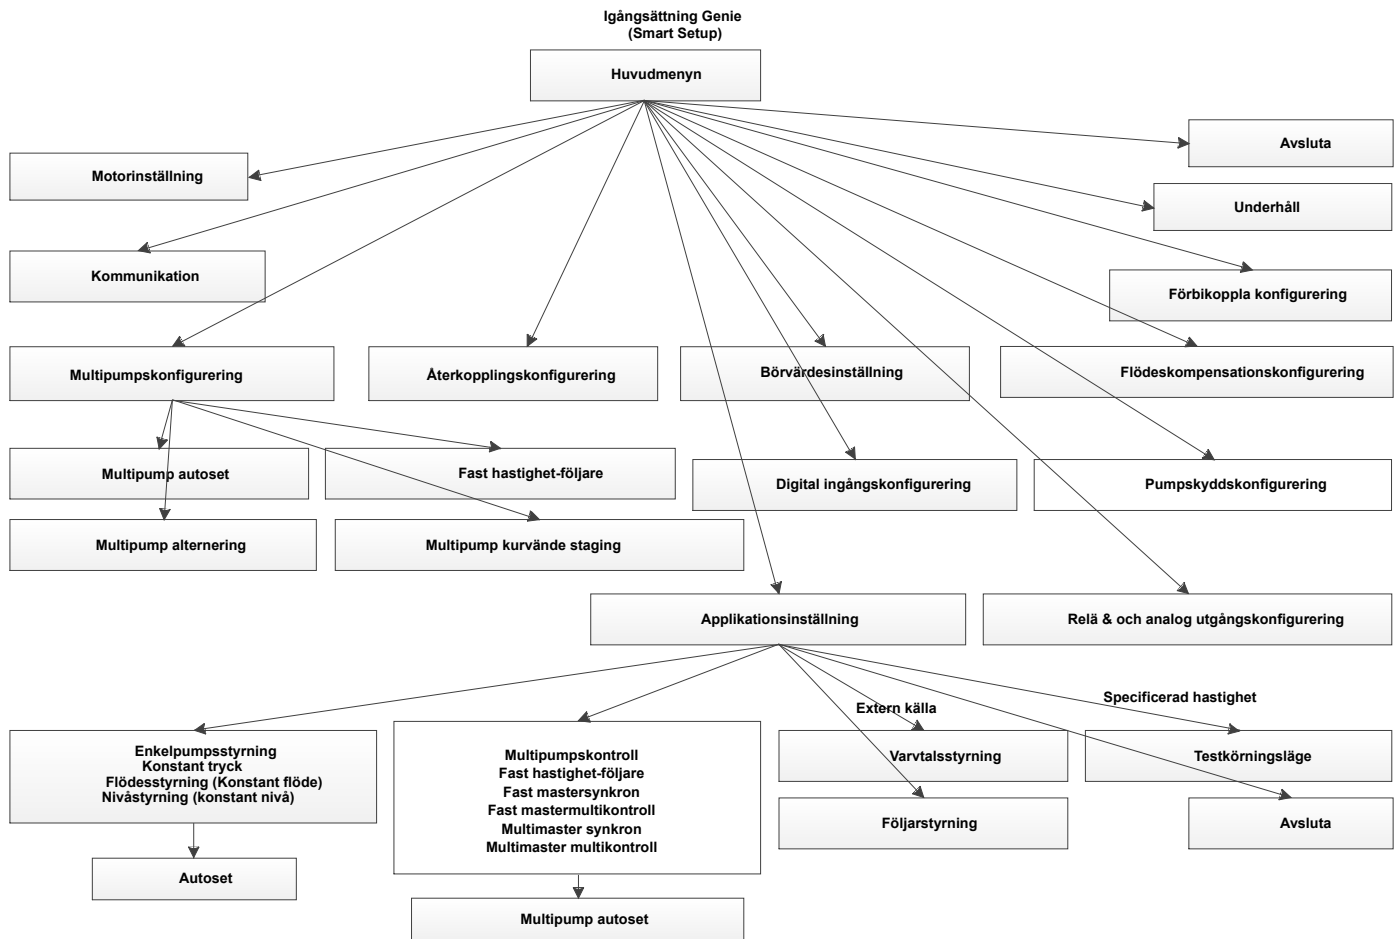 Igångsättning Genie
(Smart Setup)
Huvudmenyn
Avsluta
Motorinställning
Underhåll
Kommunikation
Förbikoppla konfigurering
Multipumpskonfigurering
Återkopplingskonfigurering
Börvärdesinställning
Flödeskompensationskonfigurering
Multipump autoset
Fast hastighet-följare
Digital ingångskonfigurering
Pumpskyddskonfigurering
Multipump alternering
Multipump kurvände staging
Applikationsinställning
Relä & och analog utgångskonfigurering
Extern källa
Specificerad hastighet
Enkelpumpsstyrning
Konstant tryck
Flödesstyrning (Konstant flöde)
Nivåstyrning (konstant nivå)
Multipumpskontroll
Fast hastighet-följare
Fast mastersynkron
Fast mastermultikontroll
Multimaster synkron
Multimaster multikontroll
Varvtalsstyrning
Testkörningsläge
Följarstyrning
Avsluta
Autoset
Multipump autoset